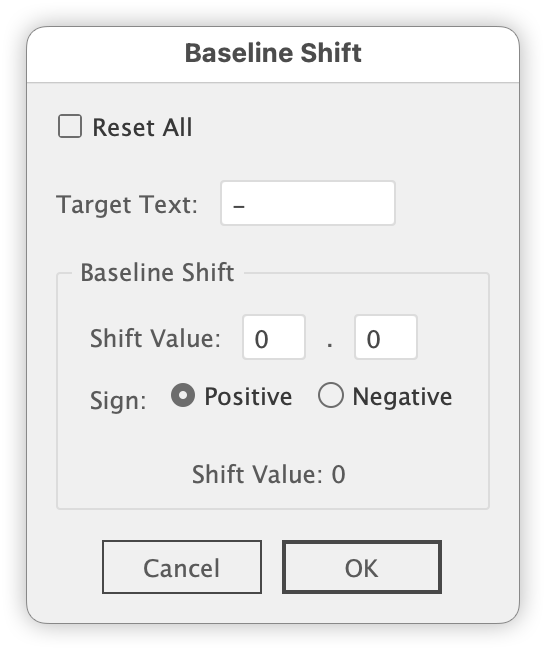 Baseline Shift
Reset All
Target Text: –
Baseline Shift
Shift Value: 0 . 0
Sign: Positive Negative
Shift Value: 0
Cancel OK